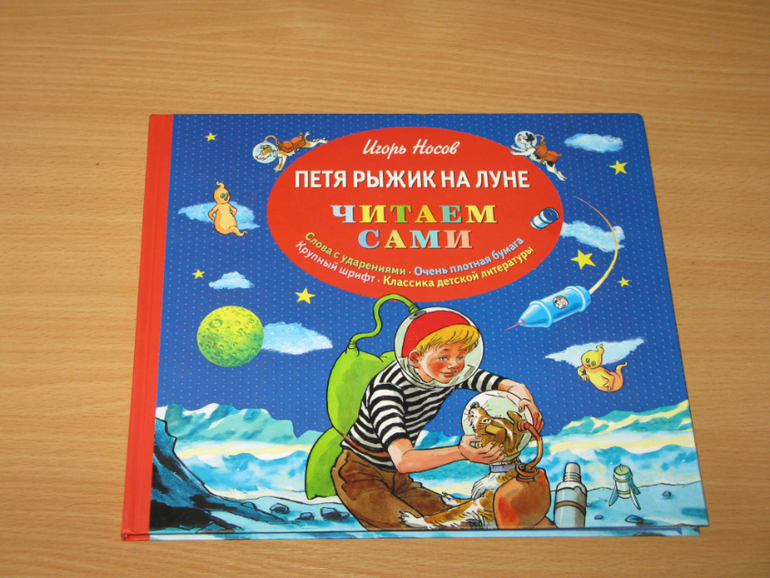 Игорь Носов
ПЕТЯ РЫЖИК НА ЛУНЕ
ЧИТАЕМ
САМИ
Слова с ударениями • Очень плотная бумага
Крупный шрифт • Классика детской литературы